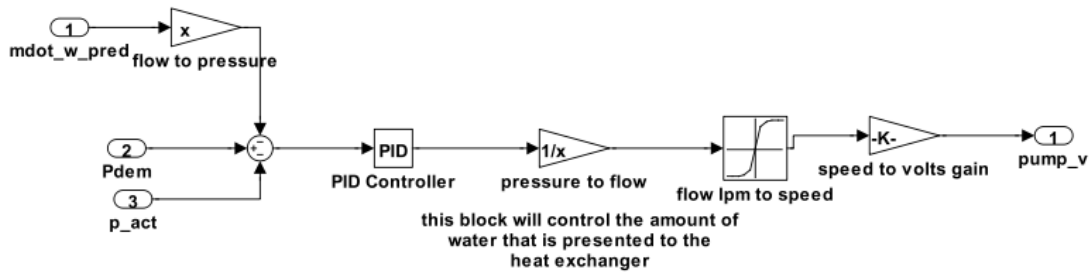 1
mdot_w_pred
x
flow to pressure
2
Pdem
3
p_act
− + −
PID
PID Controller
1/x
pressure to flow
flow lpm to speed
-K-
speed to volts gain
1
pump_v
this block will control the amount of
water that is presented to the
heat exchanger